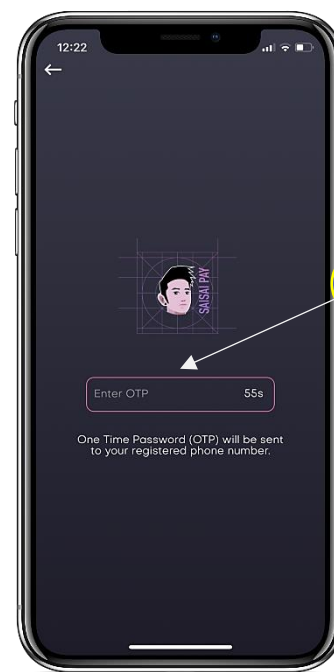 12:22
SAISAI PAY
Enter OTP 55s
One Time Password (OTP) will be sent
to your registered phone number.